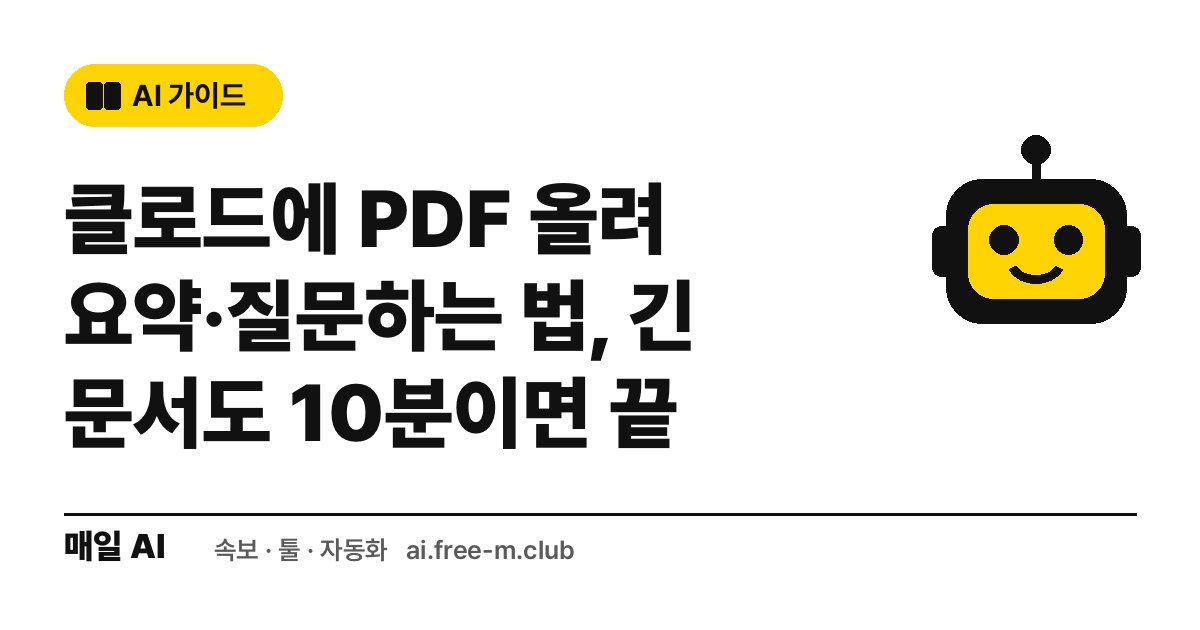 AI 가이드
클로드에 PDF 올려
요약·질문하는 법, 긴
문서도 10분이면 끝
매일 AI 속보 · 툴 · 자동화 ai.free-m.club